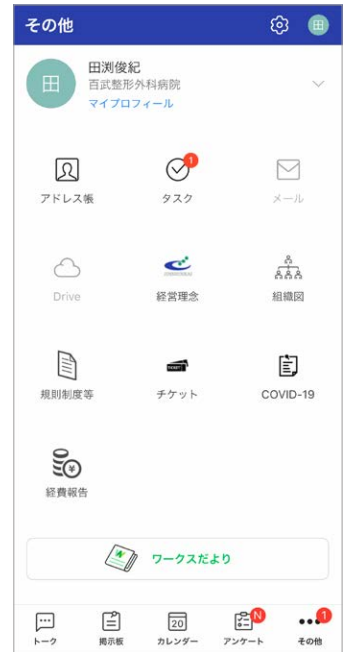 その他
田
田
田渕俊紀
百武整形外科病院
マイプロフィール
アドレス帳
1
タスク
メール
Drive
経営理念
組織図
規則制度等
TICKET
チケット
COVID-19
¥
経費報告
ワークスだより
トーク
掲示板
20
カレンダー
N
アンケート
1
その他